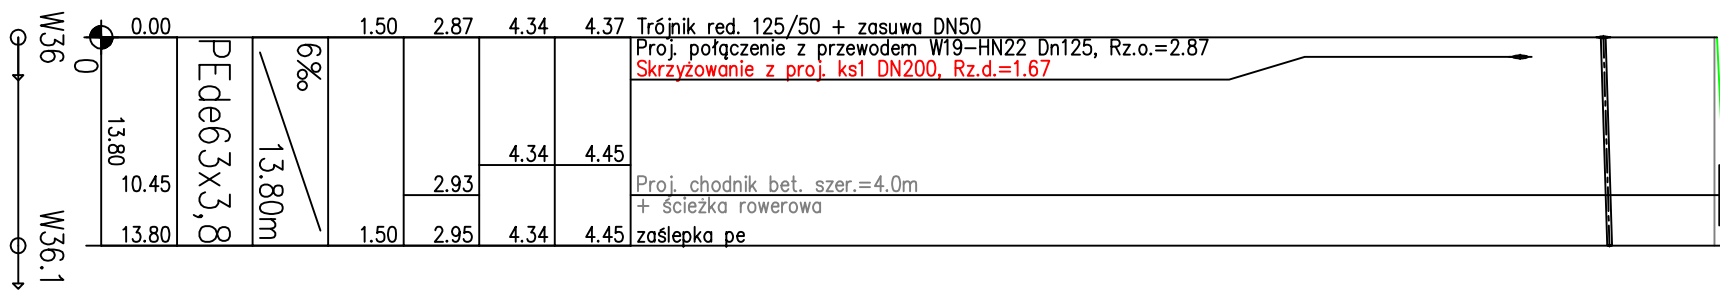 W36
0
0.00 1.50 2.87 4.34 4.37 Trójnik red. 125/50 + zasuwa DN50
Proj. połączenie z przewodem W19-HN22 Dn125, Rz.o.=2.87
Skrzyżowanie z proj. ks1 DN200, Rz.d.=1.67
6‰
PEde63x3,8
13.80
13.80m
4.34 4.45
10.45 2.93 Proj. chodnik bet. szer.=4.0m
+ ścieżka rowerowa
W36.1
13.80 1.50 2.95 4.34 4.45 zaślepka pe